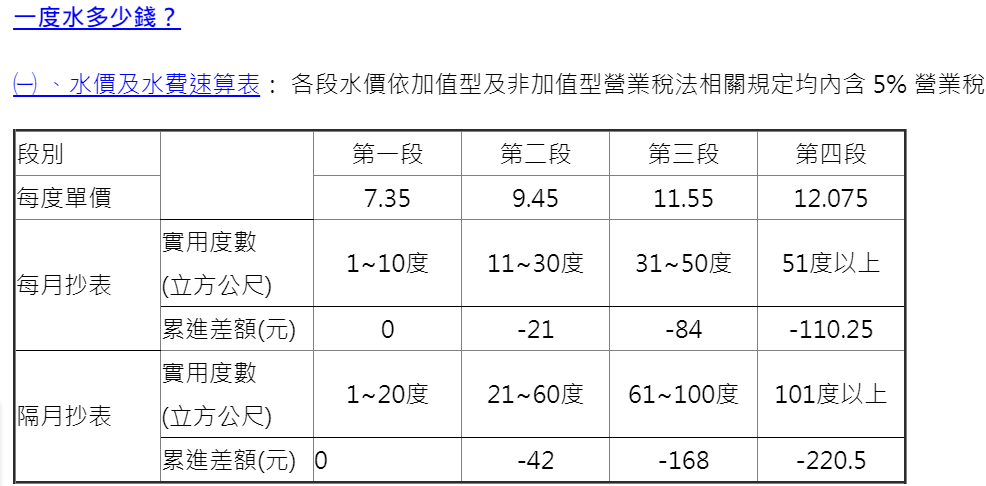 一度水多少錢？
㈠ 、水價及水費速算表： 各段水價依加值型及非加值型營業稅法相關規定均內含 5% 營業稅
段別 第一段 第二段 第三段 第四段
每度單價 7.35 9.45 11.55 12.075
每月抄表 實用度數 (立方公尺) 1~10度 11~30度 31~50度 51度以上
累進差額(元) 0 -21 -84 -110.25
隔月抄表 實用度數 (立方公尺) 1~20度 21~60度 61~100度 101度以上
累進差額(元) 0 -42 -168 -220.5